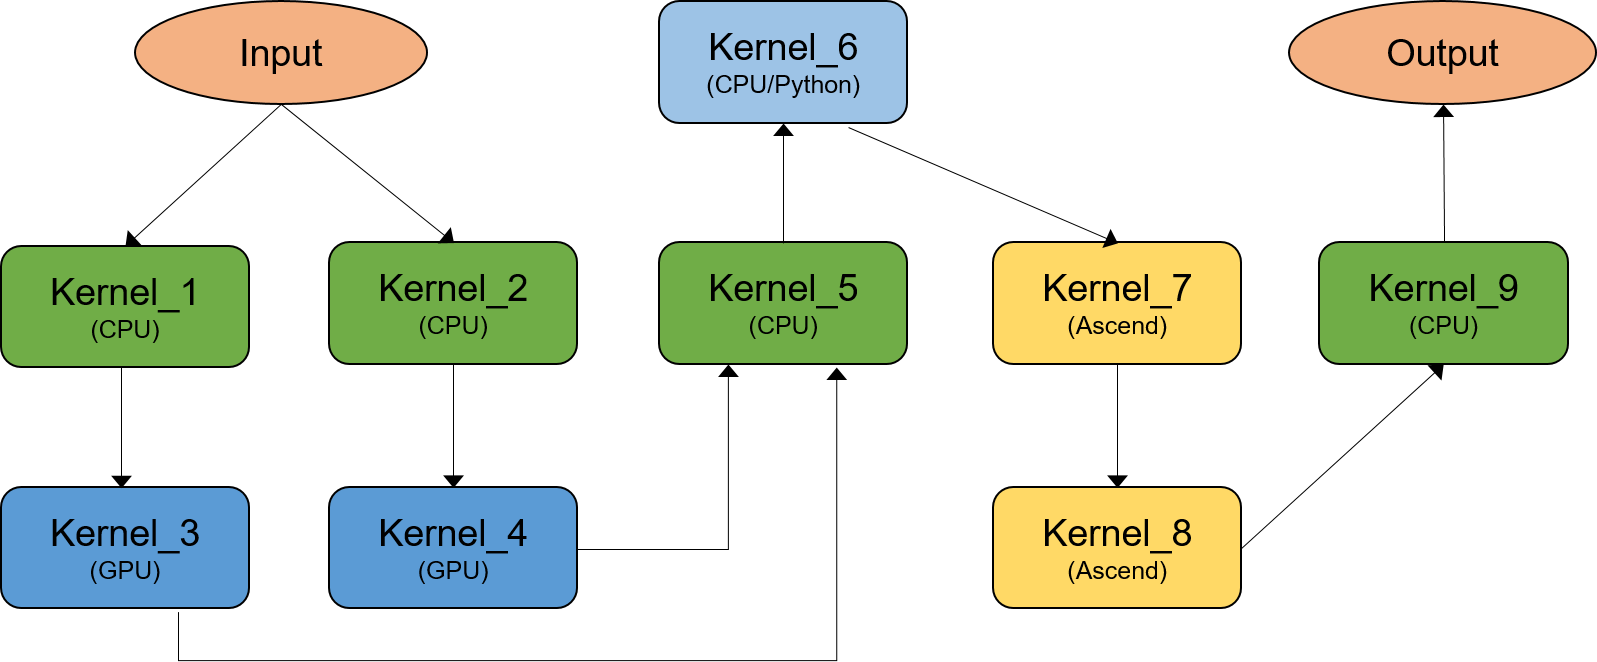 Input
Kernel_6
(CPU/Python)
Output
Kernel_1
(CPU)
Kernel_2
(CPU)
Kernel_5
(CPU)
Kernel_7
(Ascend)
Kernel_9
(CPU)
Kernel_3
(GPU)
Kernel_4
(GPU)
Kernel_8
(Ascend)